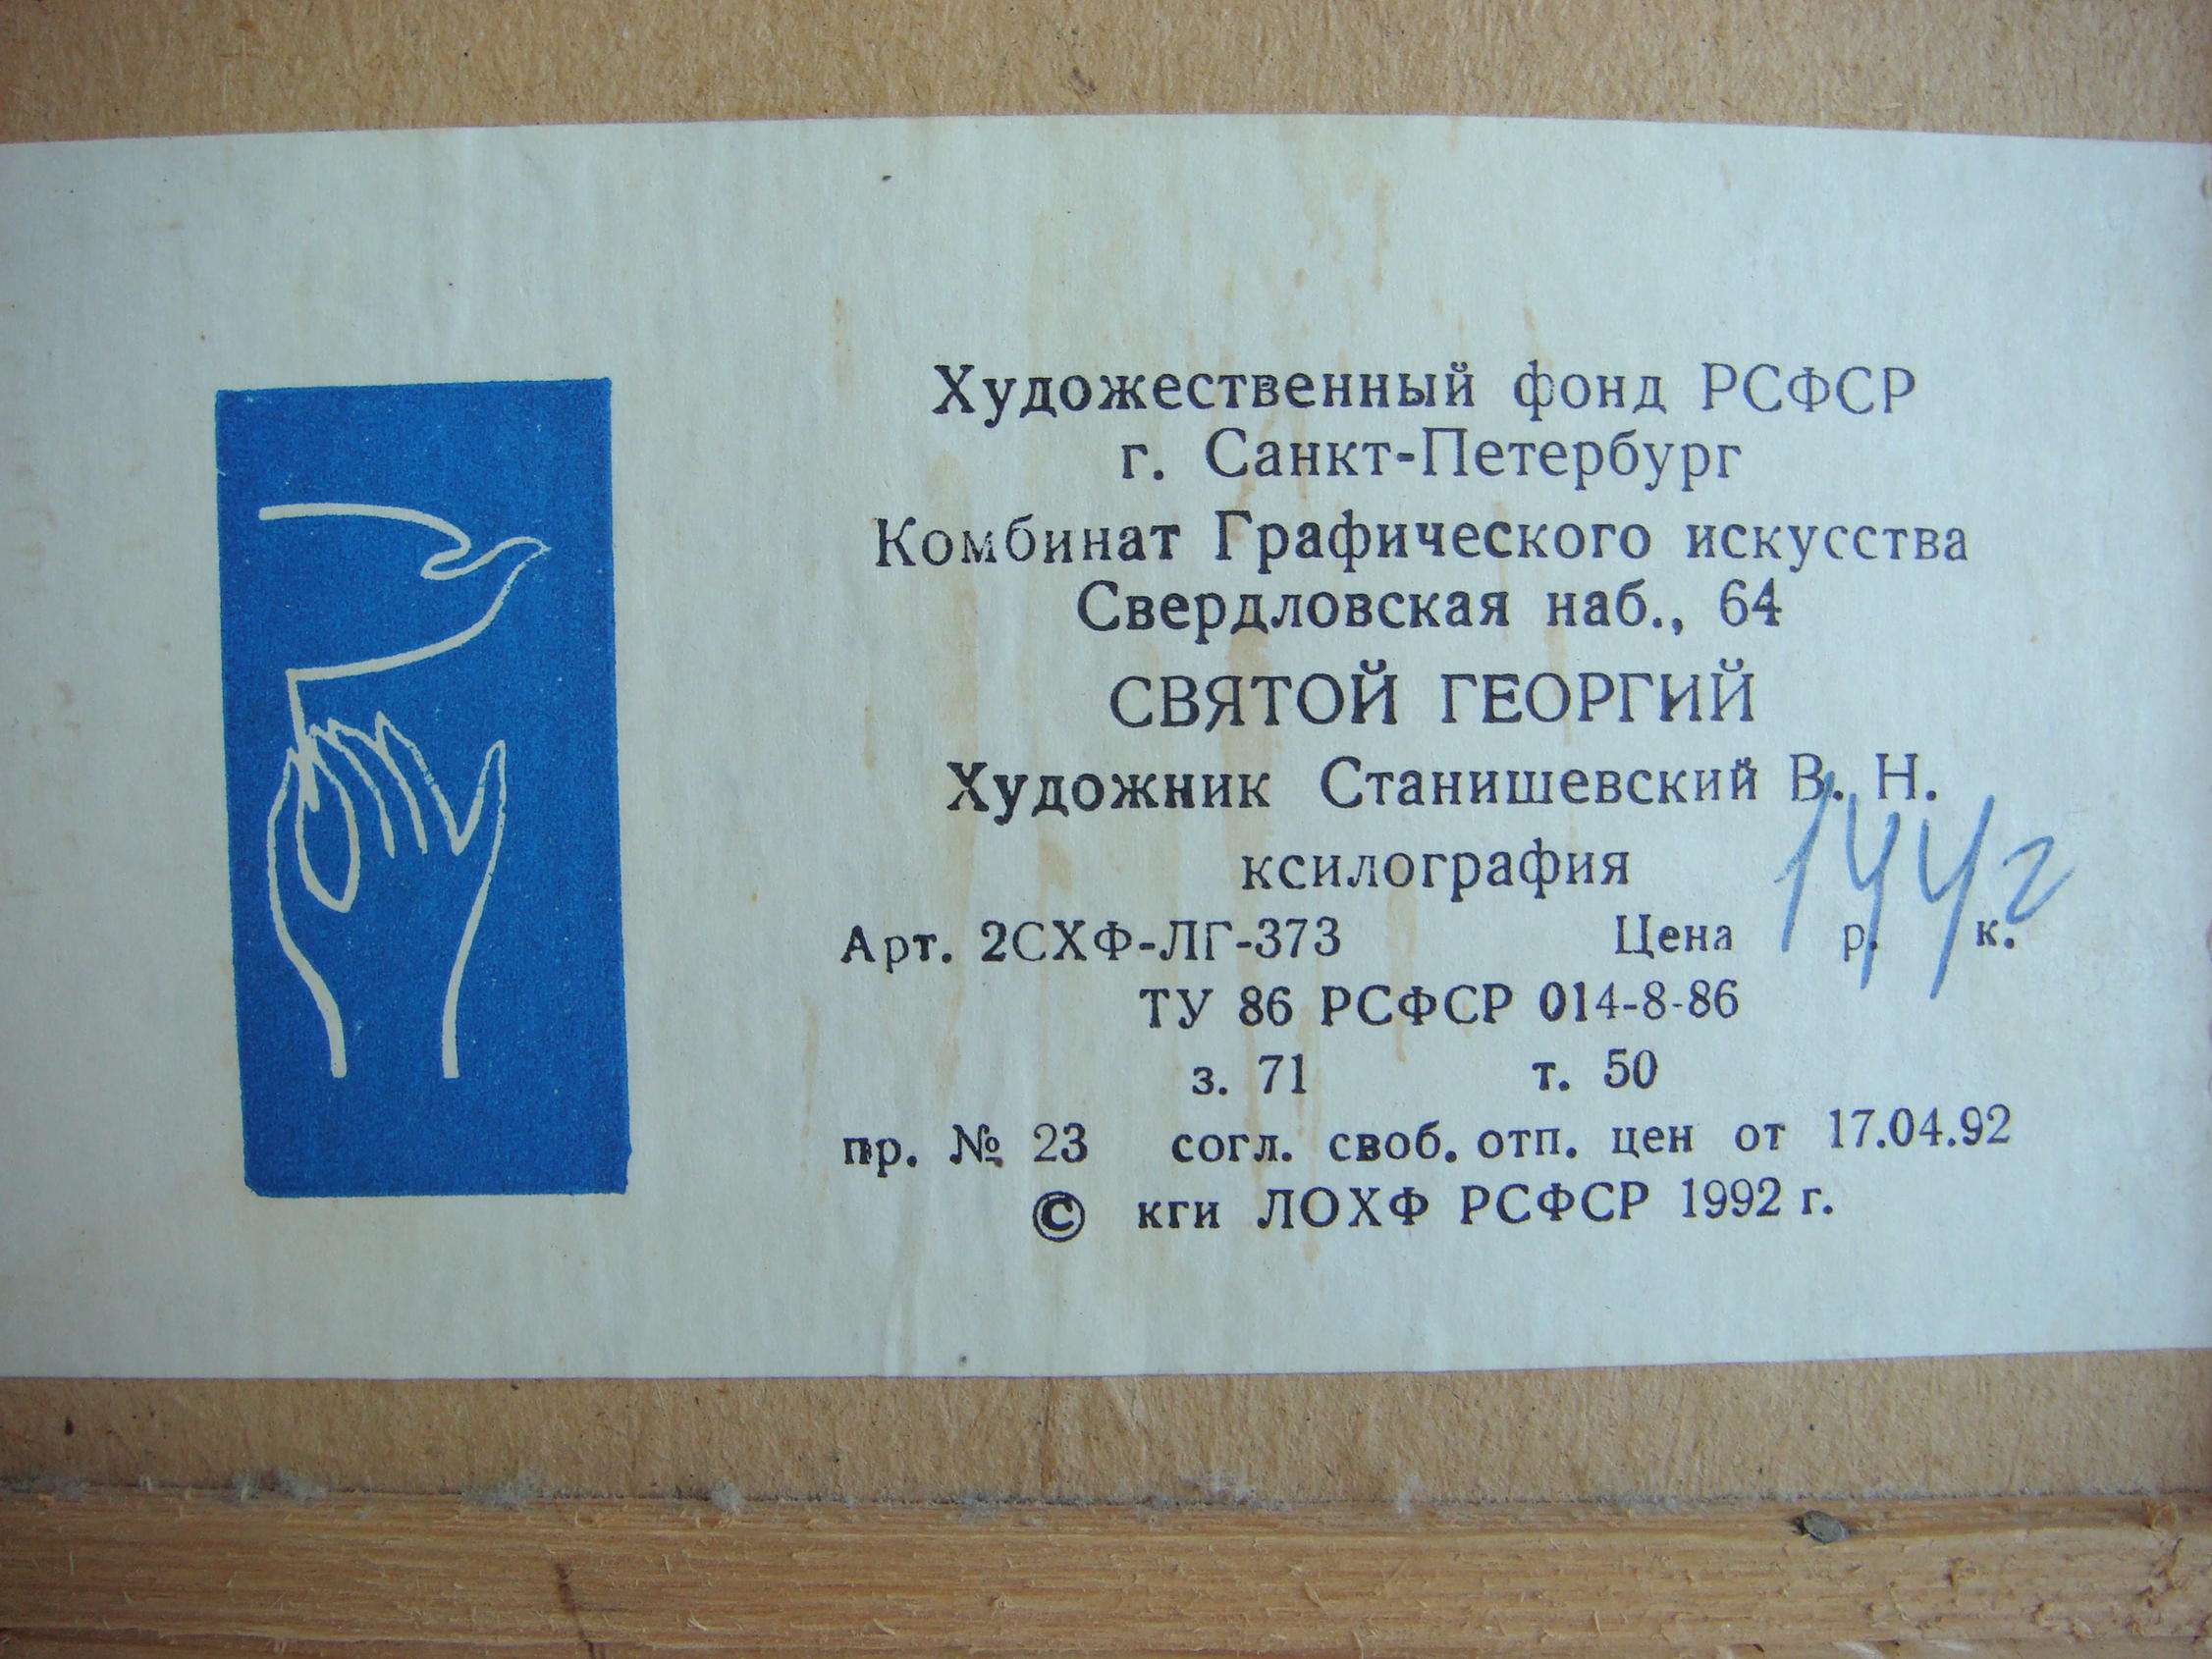 Художественный фонд РСФСР
г. Санкт-Петербург
Комбинат Графического искусства
Свердловская наб., 64
СВЯТОЙ ГЕОРГИЙ
Художник Станишевский В. Н.
ксилография
144
Арт. 2СХФ-ЛГ-373 Цена р. к.
ТУ 86 РСФСР 014-8-86
з. 71 т. 50
пр. № 23 согл. своб. отп. цен от 17.04.92
© кги ЛОХФ РСФСР 1992 г.